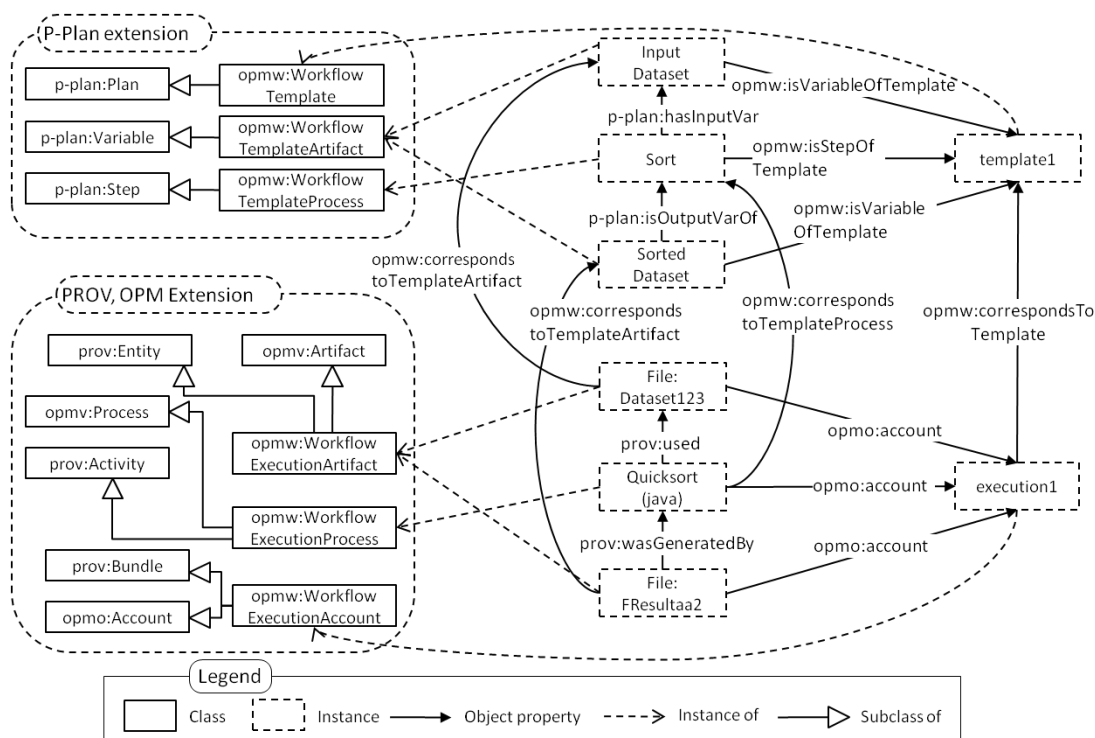 P-Plan extension
p-plan:Plan
opmw:Workflow
Template
p-plan:Variable
opmw:Workflow
TemplateArtifact
p-plan:Step
opmw:Workflow
TemplateProcess
Input
Dataset
opmw:isVariableOfTemplate
p-plan:hasInputVar
Sort
opmw:isStepOf
Template
template1
p-plan:isOutputVarOf
opmw:isVariable
OfTemplate
Sorted
Dataset
opmw:corresponds
toTemplateArtifact
opmw:corresponds
toTemplateArtifact
opmw:corresponds
toTemplateProcess
opmw:correspondsTo
Template
PROV, OPM Extension
prov:Entity
opmv:Artifact
opmv:Process
prov:Activity
opmw:Workflow
ExecutionArtifact
opmw:Workflow
ExecutionProcess
prov:Bundle
opmo:Account
opmw:Workflow
ExecutionAccount
File:
Dataset123
opmo:account
prov:used
Quicksort
(java)
opmo:account
execution1
prov:wasGeneratedBy
opmo:account
File:
FResultaa2
Legend
Class
Instance
Object property
Instance of
Subclass of